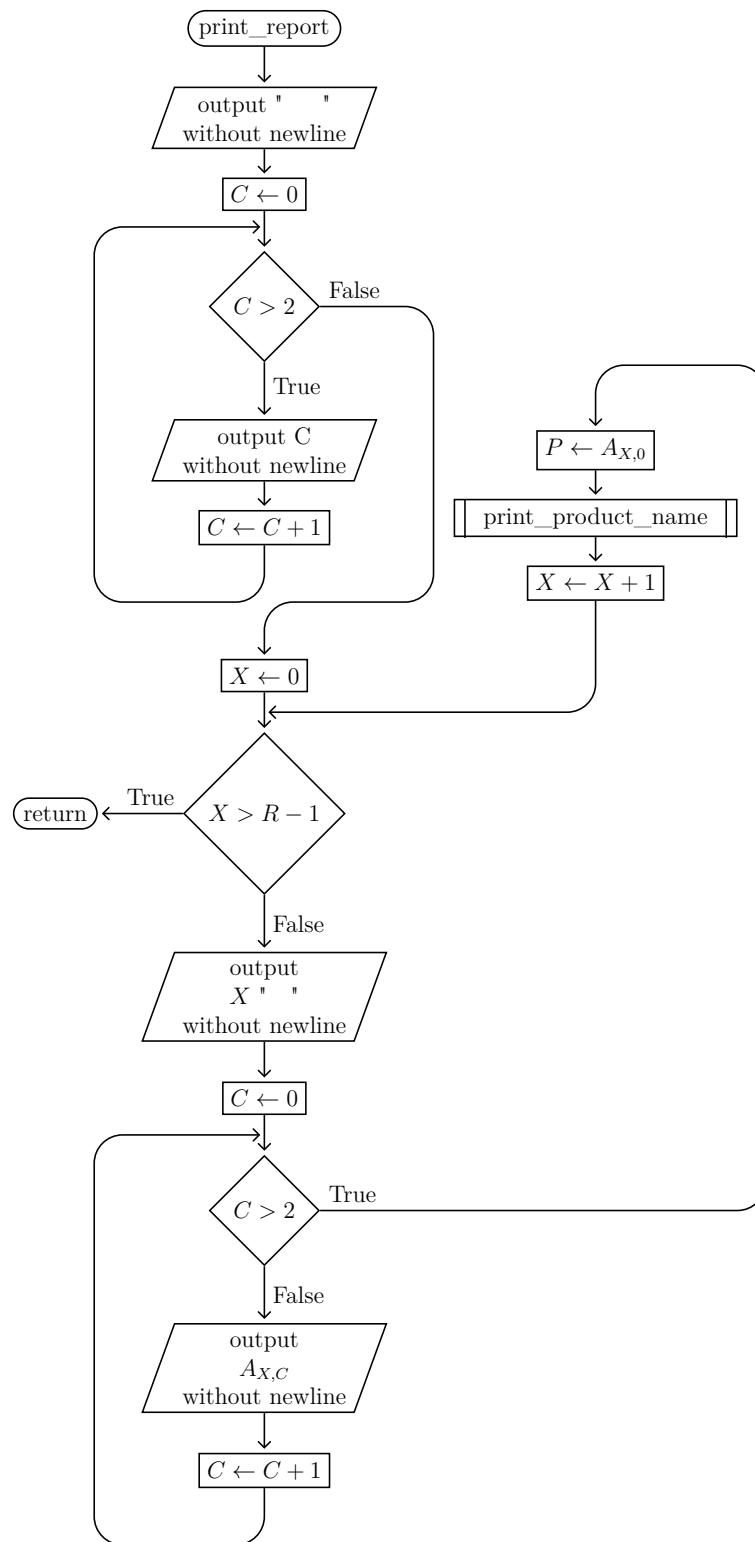 print_report
output "      "
without newline
C ← 0
C > 2
False
True
output C
without newline
C ← C + 1
P ← A_{X,0}
print_product_name
X ← X + 1
X ← 0
X > R − 1
True
return
False
output
X "   "
without newline
C ← 0
C > 2
True
False
output
A_{X,C}
without newline
C ← C + 1